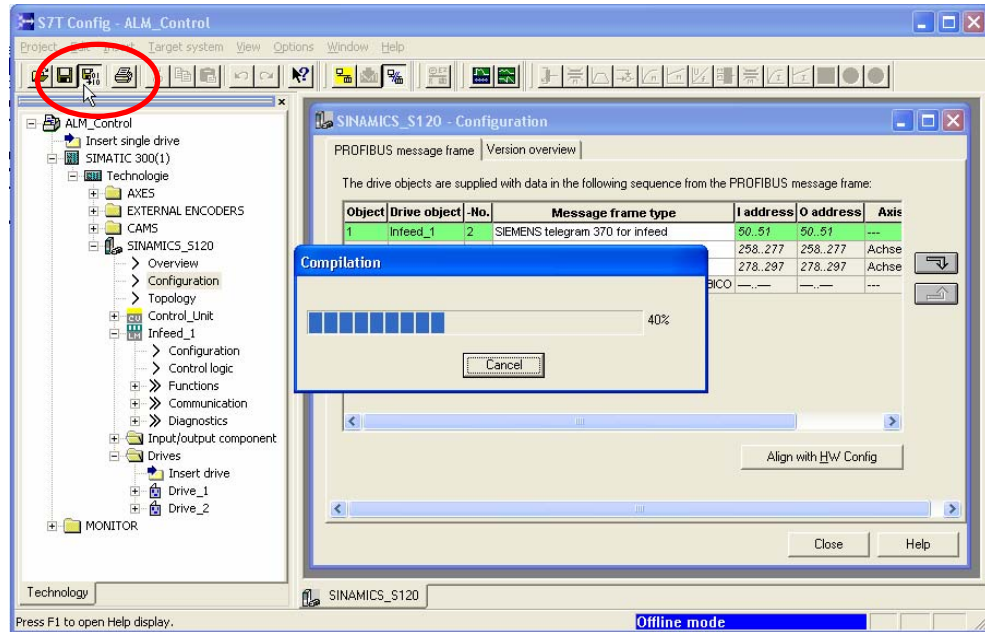 S7T Config - ALM_Control
Project Edit Insert Target system View Options Window Help
ALM_Control
Insert single drive
SIMATIC 300(1)
Technologie
AXES
EXTERNAL ENCODERS
CAMS
SINAMICS_S120
Overview
Configuration
Topology
Control_Unit
Infeed_1
Configuration
Control logic
Functions
Communication
Diagnostics
Input/output component
Drives
Insert drive
Drive_1
Drive_2
MONITOR
Technology
SINAMICS_S120 - Configuration
PROFIBUS message frame Version overview
The drive objects are supplied with data in the following sequence from the PROFIBUS message frame:
Object Drive object -No. Message frame type I address O address Axis
1 Infeed_1 2 SIEMENS telegram 370 for infeed 50..51 50..51 ---
258..277 258..277 Achse
278..297 278..297 Achse
BICO —..— —..— ---
Compilation
40%
Cancel
Align with HW Config
Close Help
SINAMICS_S120
Press F1 to open Help display. Offline mode